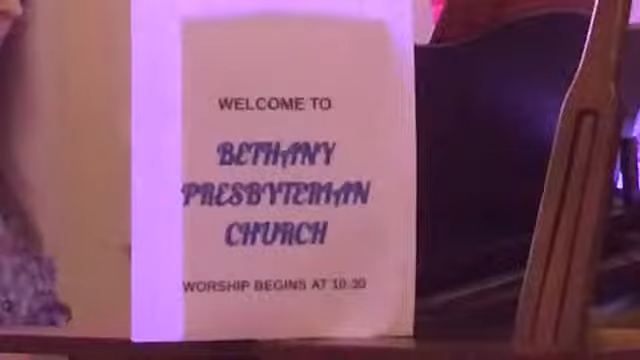 WELCOME TO
BETHANY
PRESBYTERIAN
CHURCH
WORSHIP BEGINS AT 10:30